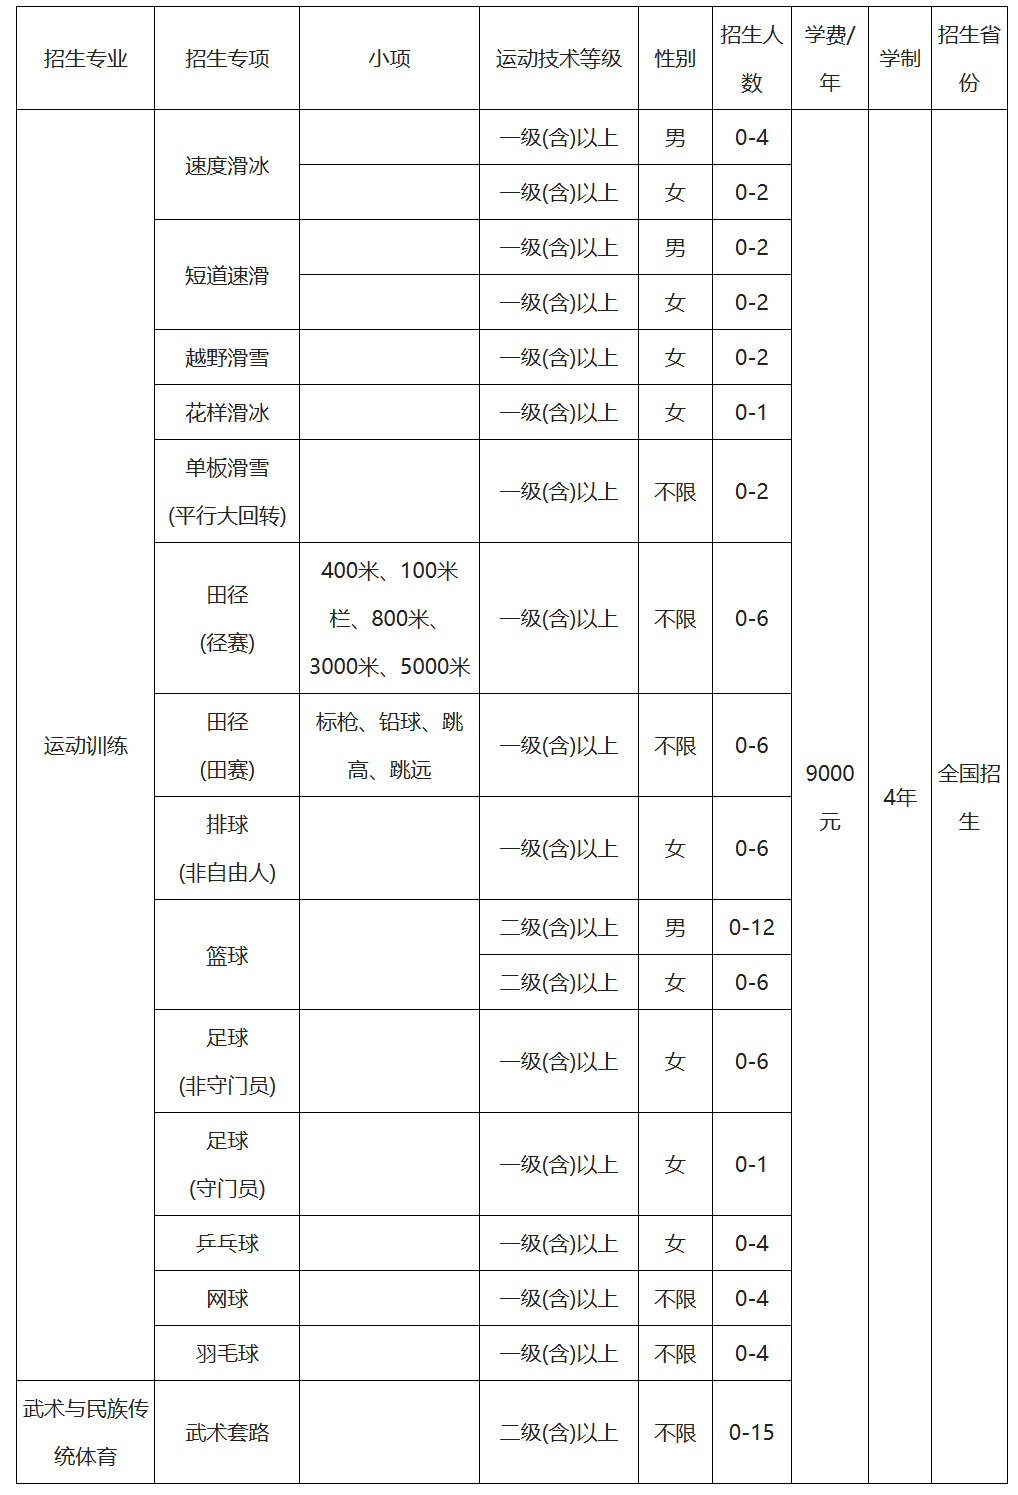 招生专业 招生专项 小项 运动技术等级 性别 招生人数 学费/年 学制 招生省份
运动训练 速度滑冰 一级(含)以上 男 0-4 9000元 4年 全国招生
一级(含)以上 女 0-2
短道速滑 一级(含)以上 男 0-2
一级(含)以上 女 0-2
越野滑雪 一级(含)以上 女 0-2
花样滑冰 一级(含)以上 女 0-1
单板滑雪
(平行大回转) 一级(含)以上 不限 0-2
田径
(径赛) 400米、100米
栏、800米、
3000米、5000米 一级(含)以上 不限 0-6
田径
(田赛) 标枪、铅球、跳
高、跳远 一级(含)以上 不限 0-6
排球
(非自由人) 一级(含)以上 女 0-6
篮球 二级(含)以上 男 0-12
二级(含)以上 女 0-6
足球
(非守门员) 一级(含)以上 女 0-6
足球
(守门员) 一级(含)以上 女 0-1
乒乓球 一级(含)以上 女 0-4
网球 一级(含)以上 不限 0-4
羽毛球 一级(含)以上 不限 0-4
武术与民族传
统体育 武术套路 二级(含)以上 不限 0-15